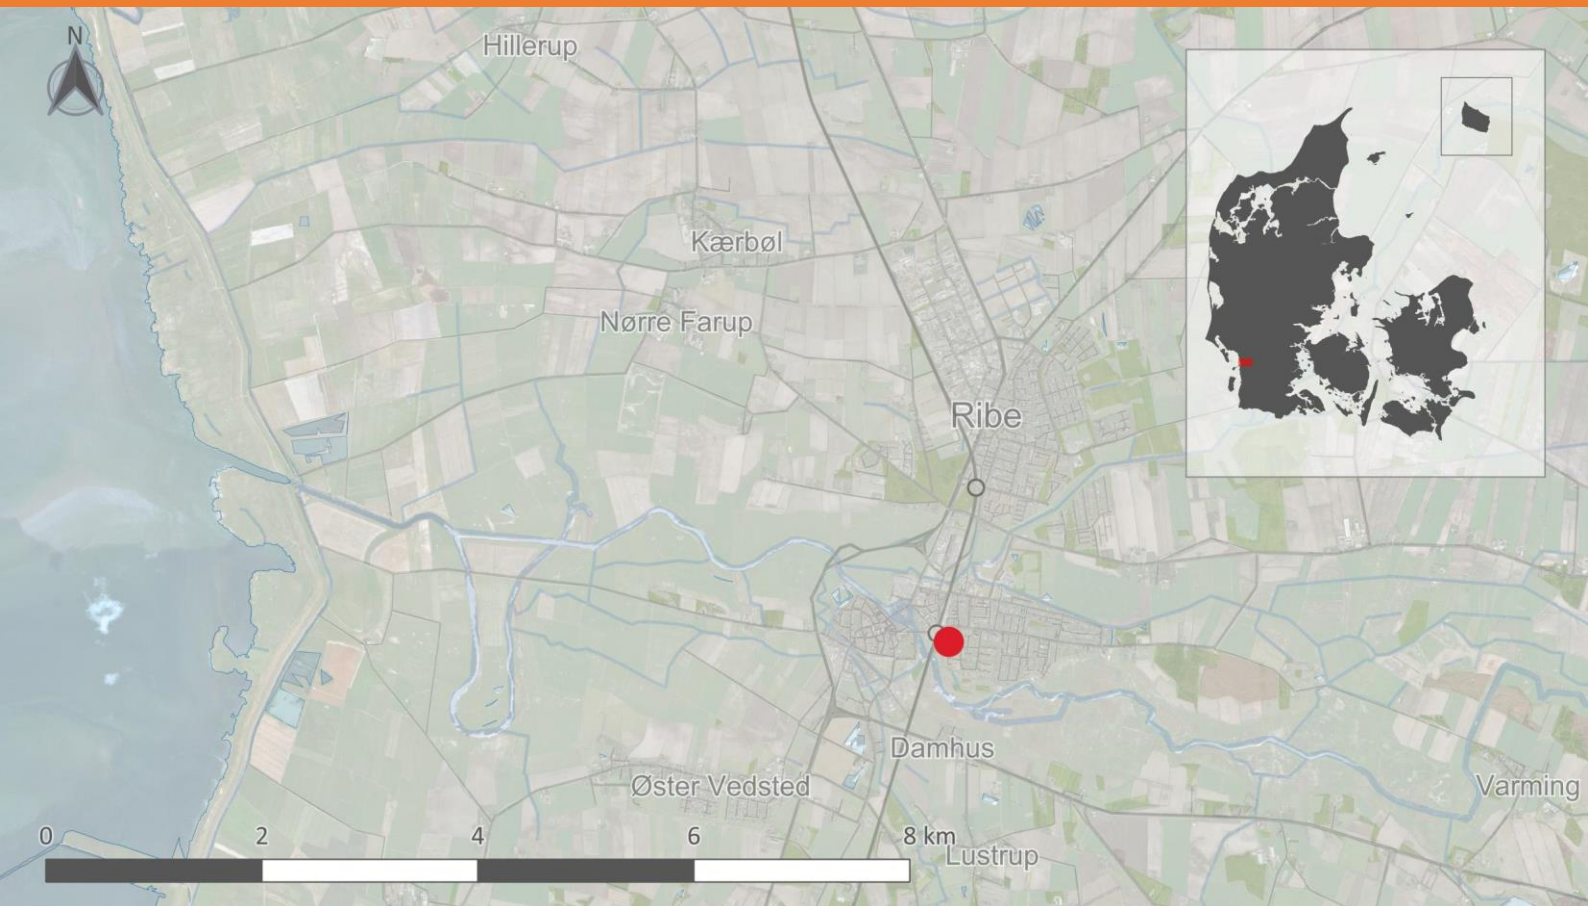 N
Hillerup
Kærbøl
Nørre Farup
Ribe
Damhus
Øster Vedsted
Varming
0 2 4 6 8 km
Lustrup